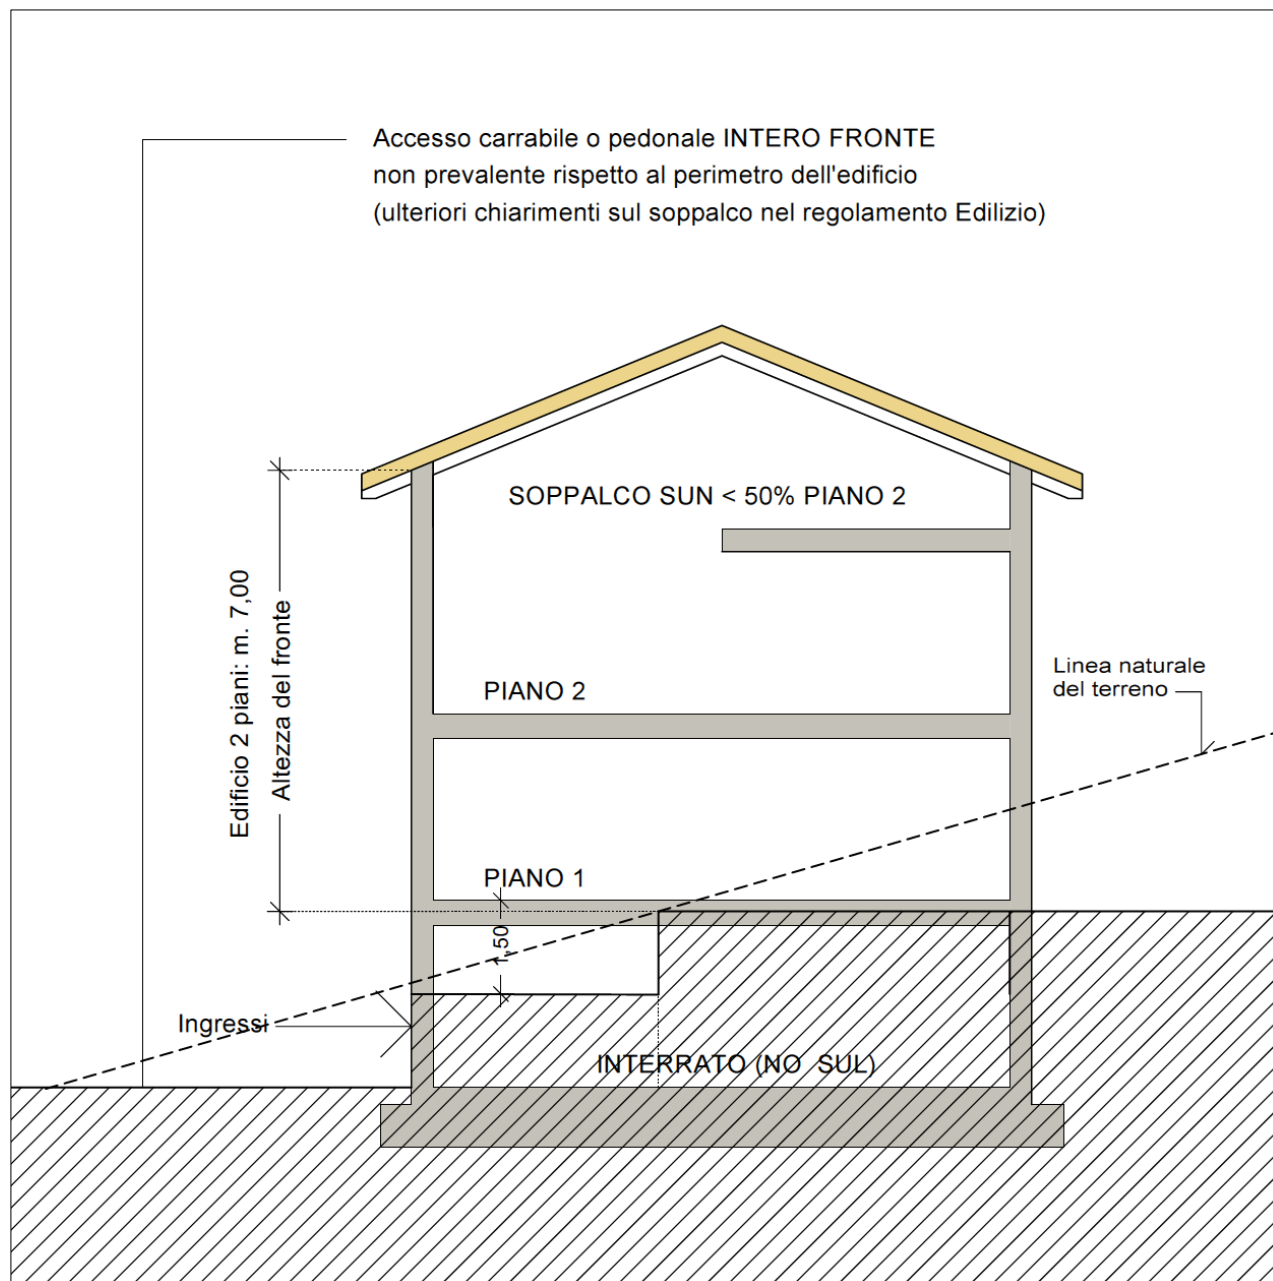 Accesso carrabile o pedonale INTERO FRONTE
non prevalente rispetto al perimetro dell'edificio
(ulteriori chiarimenti sul soppalco nel regolamento Edilizio)
SOPPALCO SUN < 50% PIANO 2
Edificio 2 piani: m. 7,00
Altezza del fronte
Linea naturale
del terreno
PIANO 2
PIANO 1
1,50
Ingressi
INTERRATO (NO SUL)